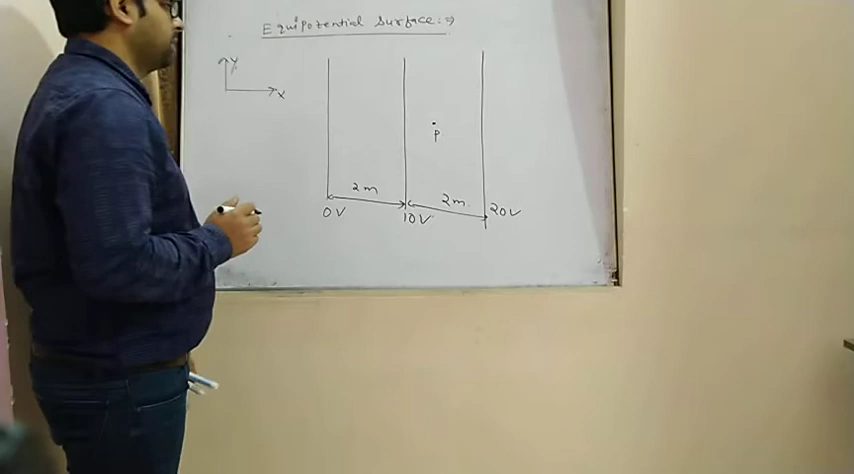 Equipotential Surface :⇒
Y
X
P
2m
2m.
0V
10V
20V